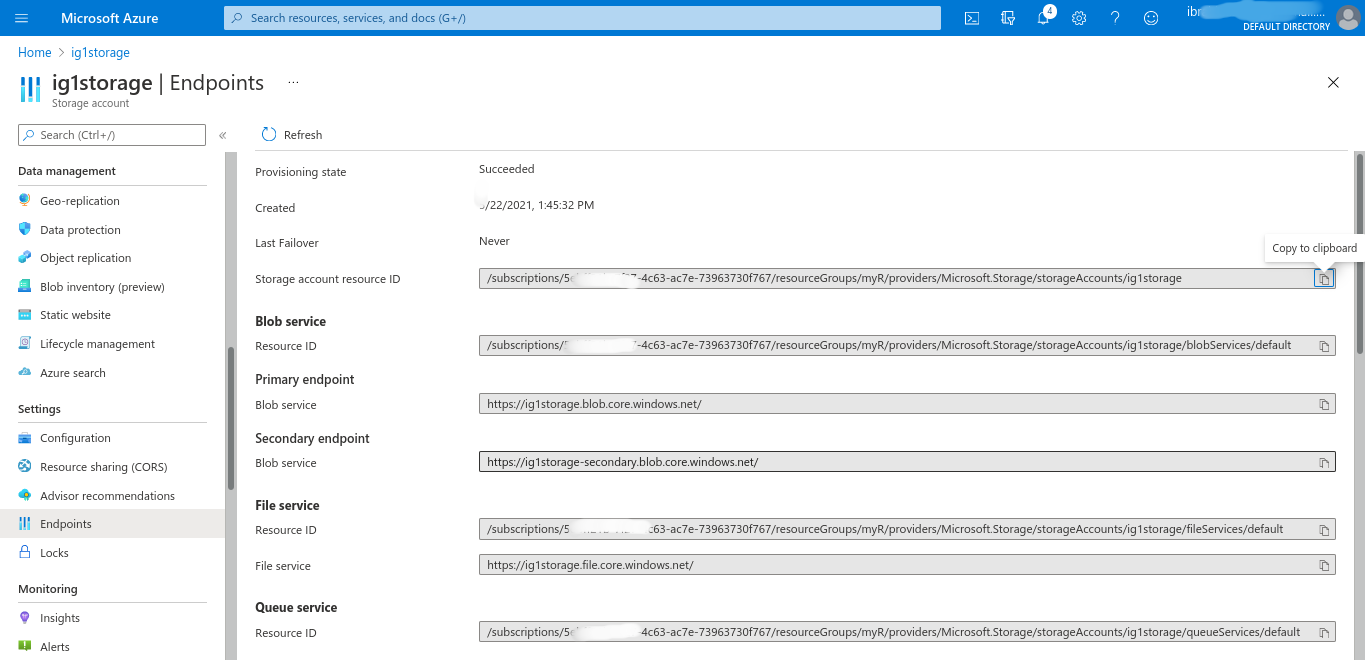 Microsoft Azure
Search resources, services, and docs (G+/)
4
DEFAULT DIRECTORY
Home > ig1storage
ig1storage | Endpoints ...
Storage account
Search (Ctrl+/)
«
Refresh
Data management
Geo-replication
Data protection
Object replication
Blob inventory (preview)
Static website
Lifecycle management
Azure search
Settings
Configuration
Resource sharing (CORS)
Advisor recommendations
Endpoints
Locks
Monitoring
Insights
Alerts
Provisioning state Succeeded
Created /22/2021, 1:45:32 PM
Last Failover Never
Copy to clipboard
Storage account resource ID /subscriptions/5 -4c63-ac7e-73963730f767/resourceGroups/myR/providers/Microsoft.Storage/storageAccounts/ig1storage
Blob service
Resource ID /subscriptions/ -4c63-ac7e-73963730f767/resourceGroups/myR/providers/Microsoft.Storage/storageAccounts/ig1storage/blobServices/default
Primary endpoint
Blob service https://ig1storage.blob.core.windows.net/
Secondary endpoint
Blob service https://ig1storage-secondary.blob.core.windows.net/
File service
Resource ID /subscriptions/5 c63-ac7e-73963730f767/resourceGroups/myR/providers/Microsoft.Storage/storageAccounts/ig1storage/fileServices/default
File service https://ig1storage.file.core.windows.net/
Queue service
Resource ID /subscriptions/5 4c63-ac7e-73963730f767/resourceGroups/myR/providers/Microsoft.Storage/storageAccounts/ig1storage/queueServices/default